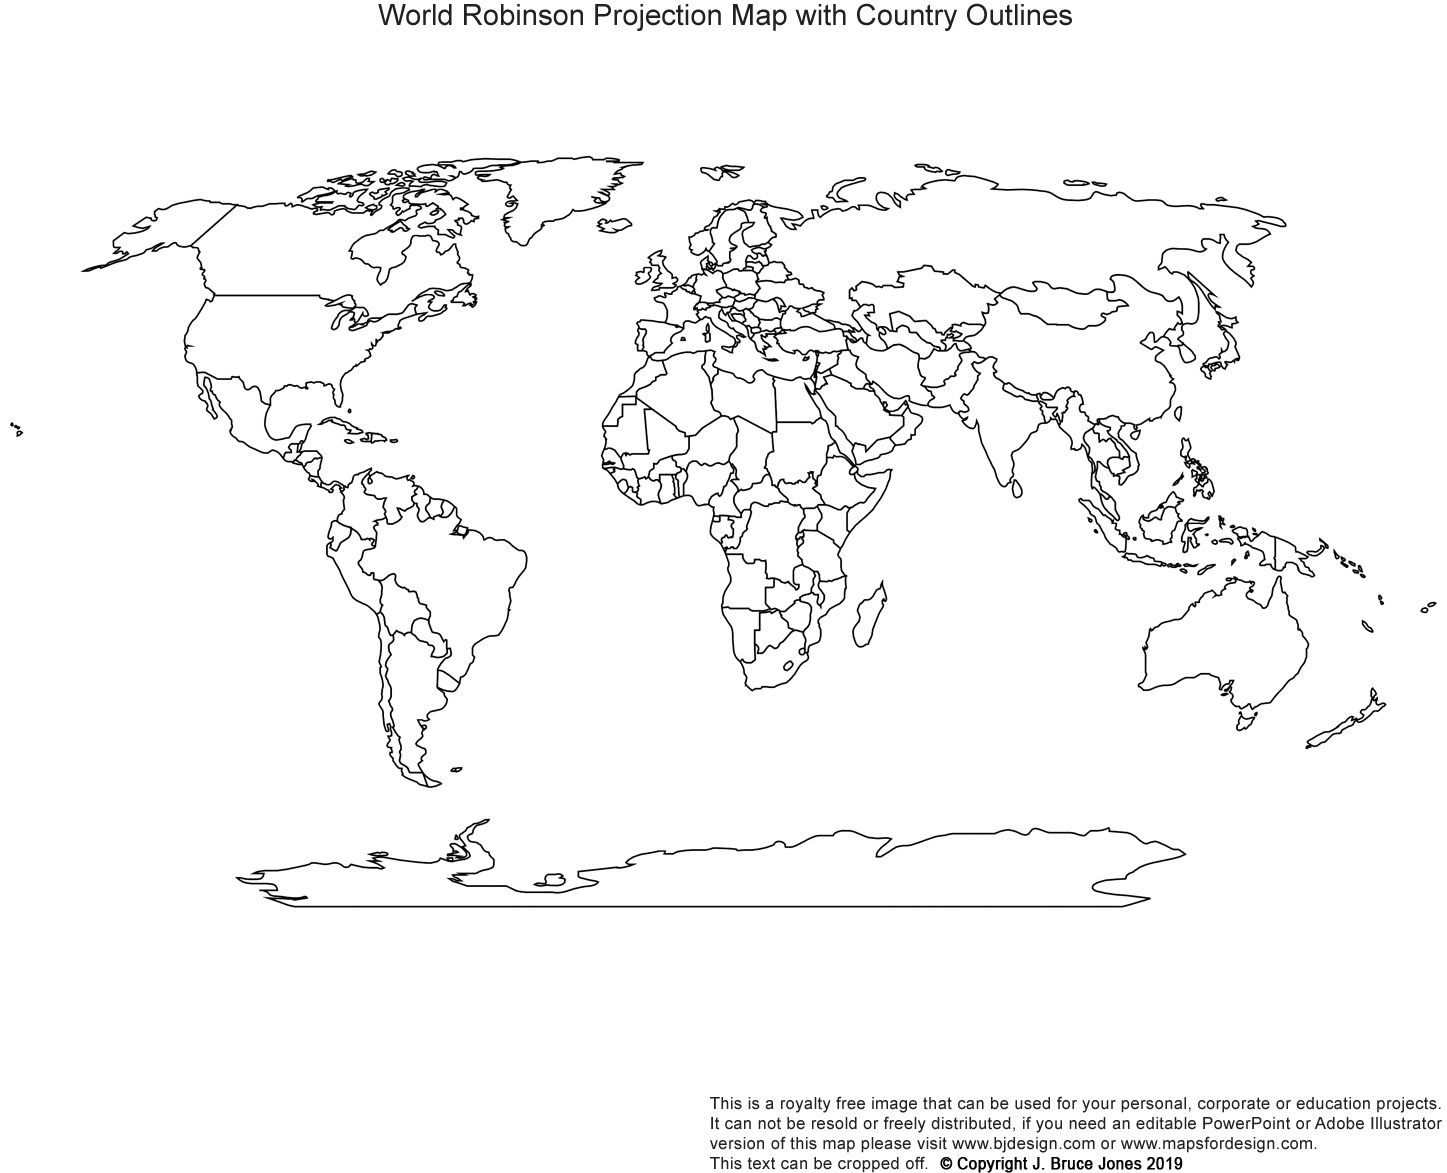 World Robinson Projection Map with Country Outlines
This is a royalty free image that can be used for your personal, corporate or education projects.
It can not be resold or freely distributed, if you need an editable PowerPoint or Adobe Illustrator
version of this map please visit www.bjdesign.com or www.mapsfordesign.com.
This text can be cropped off. © Copyright J. Bruce Jones 2019